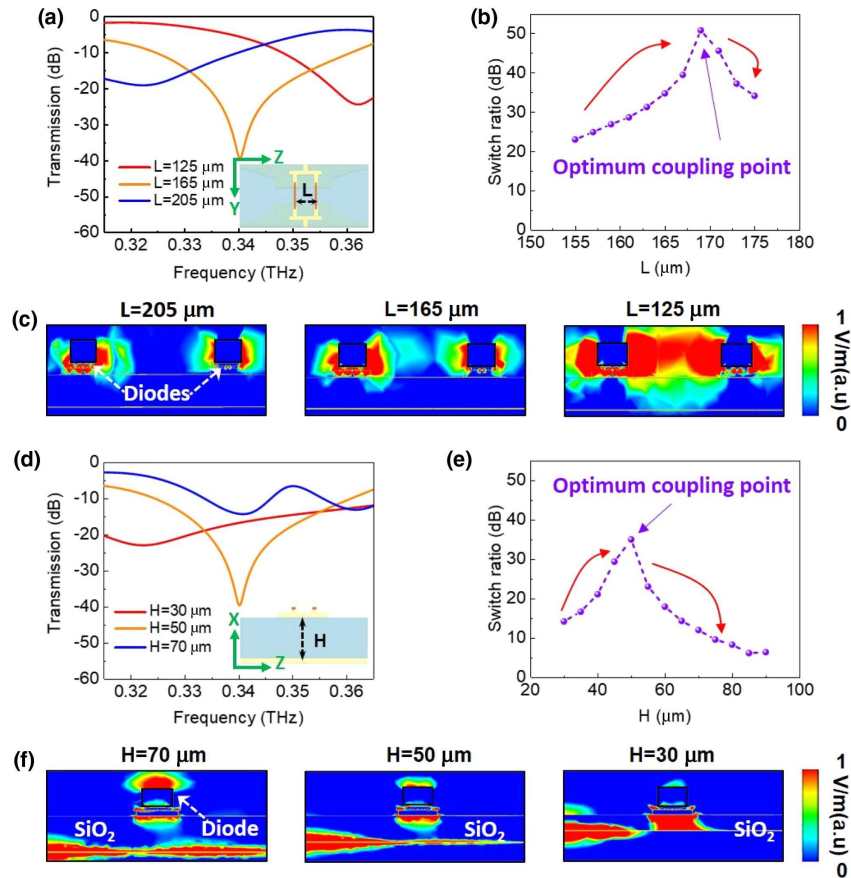 (a)
0
-10
-20
-30
-40
-50
-60
Transmission (dB)
L=125 μm
L=165 μm
L=205 μm
Z
Y
L
0.32 0.33 0.34 0.35 0.36
Frequency (THz)
(b)
50
40
30
20
10
0
Switch ratio (dB)
Optimum coupling point
150 155 160 165 170 175 180
L (μm)
(c)
L=205 μm
L=165 μm
L=125 μm
Diodes
1
V/m(a.u)
0
(d)
0
-10
-20
-30
-40
-50
-60
Transmission (dB)
H=30 μm
H=50 μm
H=70 μm
X
Z
H
0.32 0.33 0.34 0.35 0.36
Frequency (THz)
(e)
50
40
30
20
10
0
Switch ratio (dB)
Optimum coupling point
20 40 60 80 100
H (μm)
(f)
H=70 μm
H=50 μm
H=30 μm
SiO2
Diode
SiO2
SiO2
1
V/m(a.u)
0